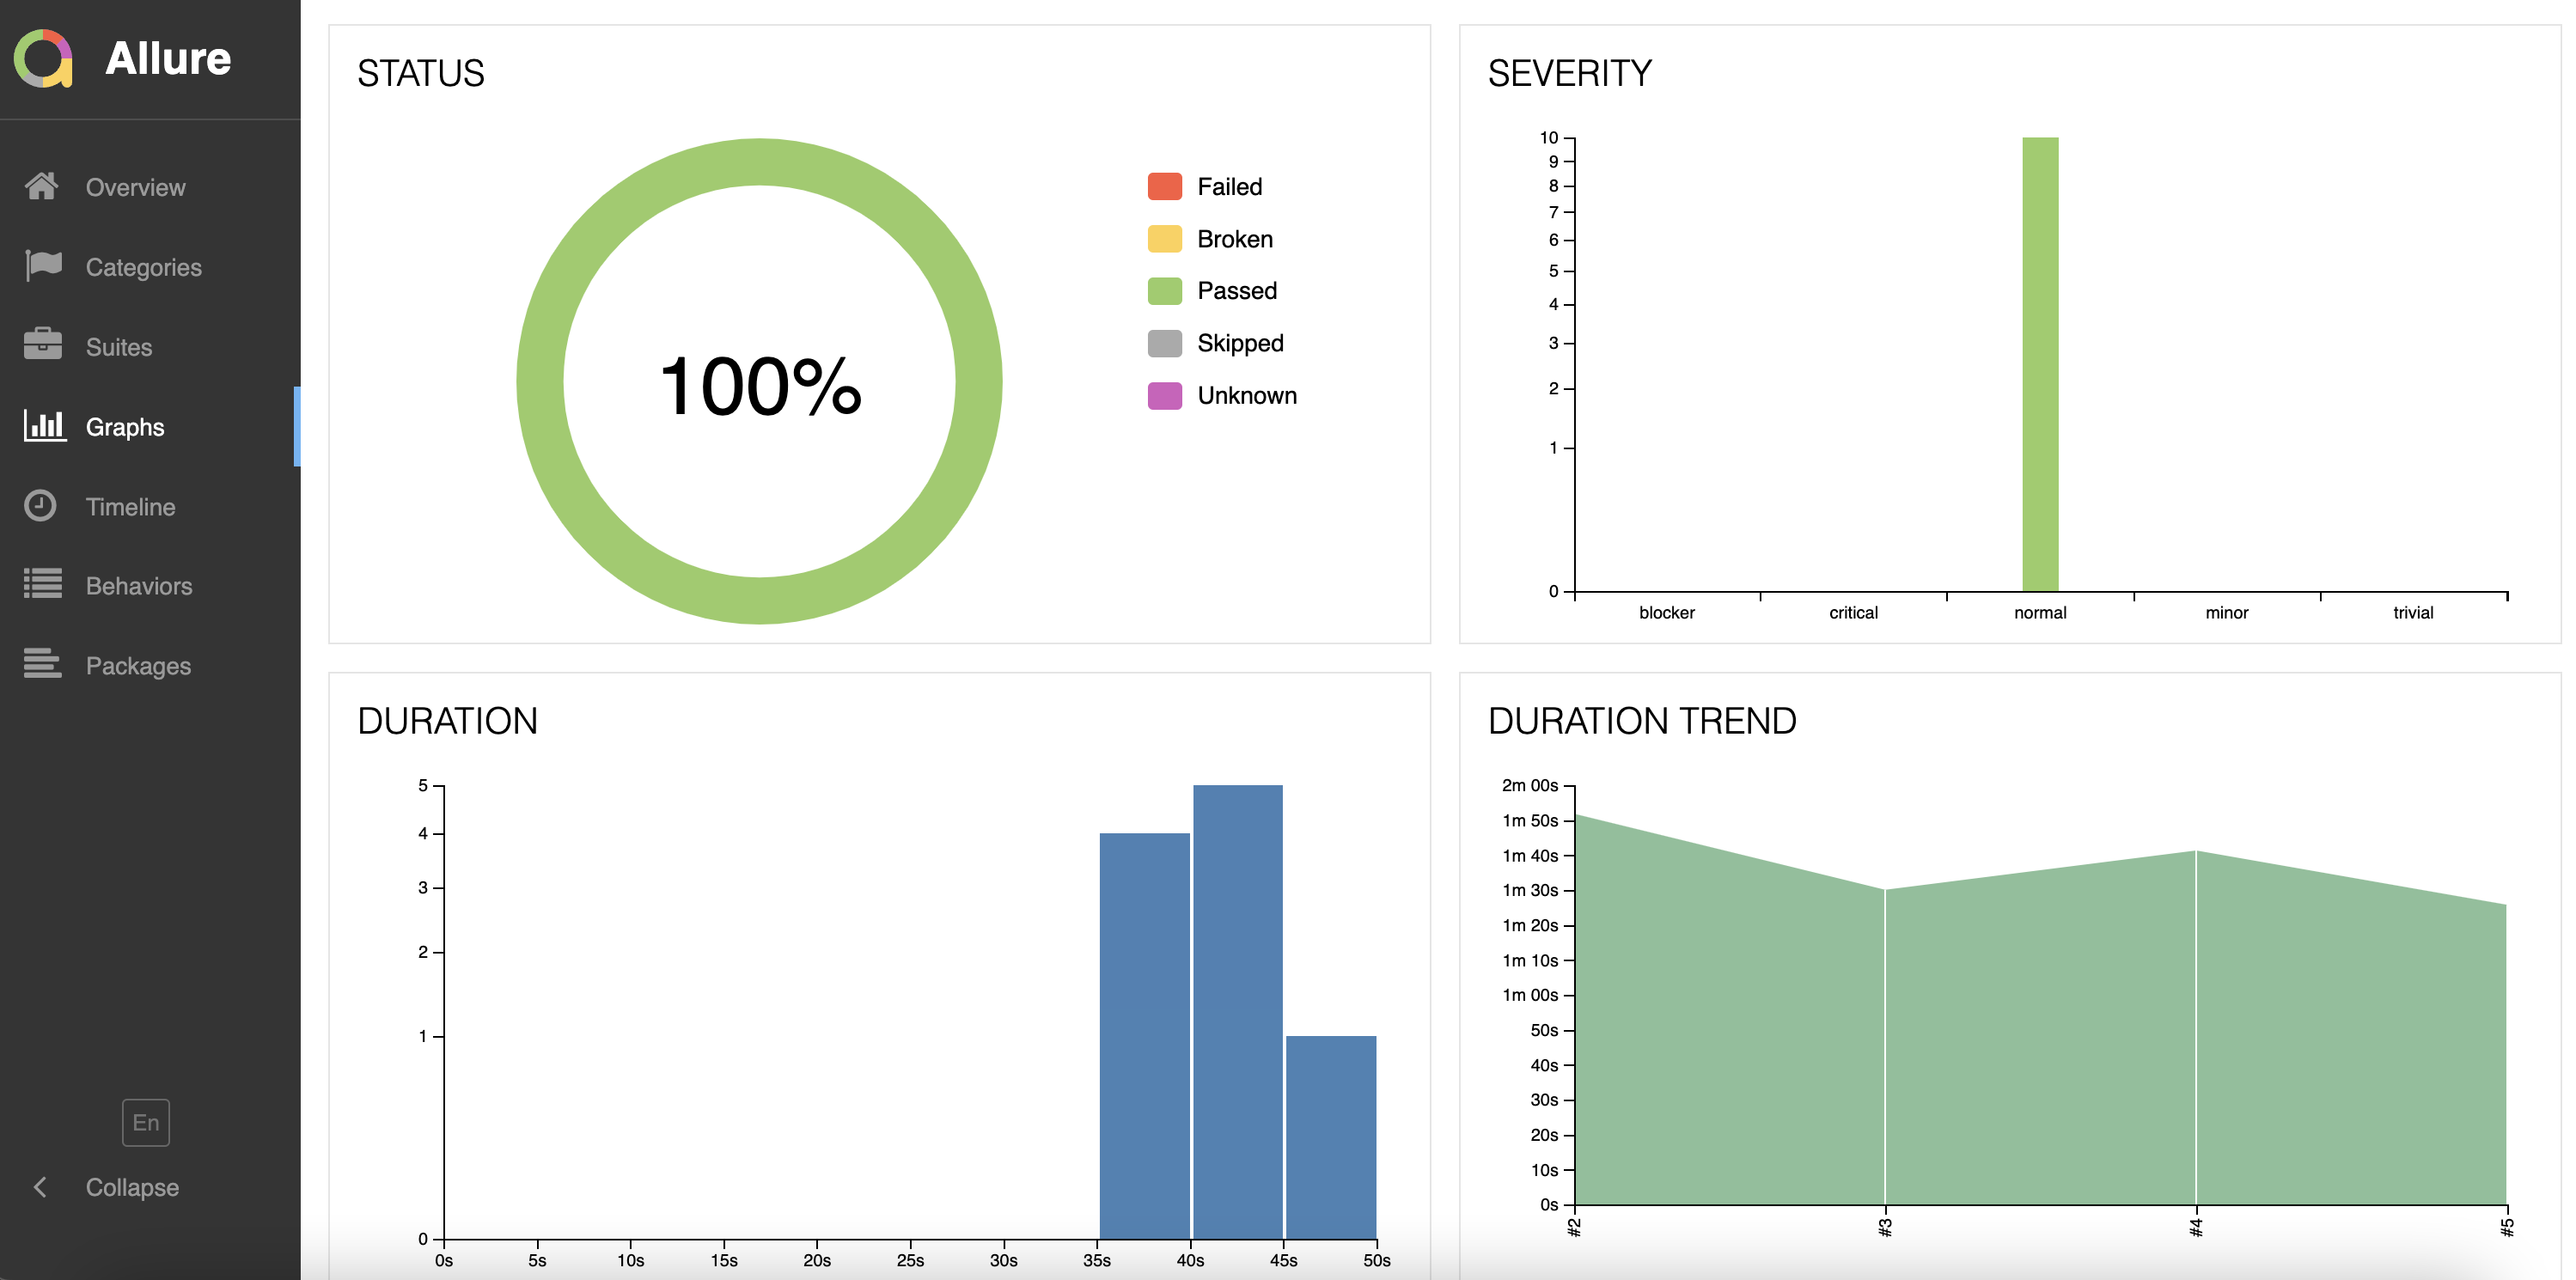 Allure
Overview
Categories
Suites
Graphs
Timeline
Behaviors
Packages
En
Collapse
STATUS
100%
Failed
Broken
Passed
Skipped
Unknown
SEVERITY
10
9
8
7
6
5
4
3
2
1
0
blocker critical normal minor trivial
DURATION
5
4
3
2
1
0
0s 5s 10s 15s 20s 25s 30s 35s 40s 45s 50s
DURATION TREND
2m 00s
1m 50s
1m 40s
1m 30s
1m 20s
1m 10s
1m 00s
50s
40s
30s
20s
10s
0s
#2 #3 #4 #5